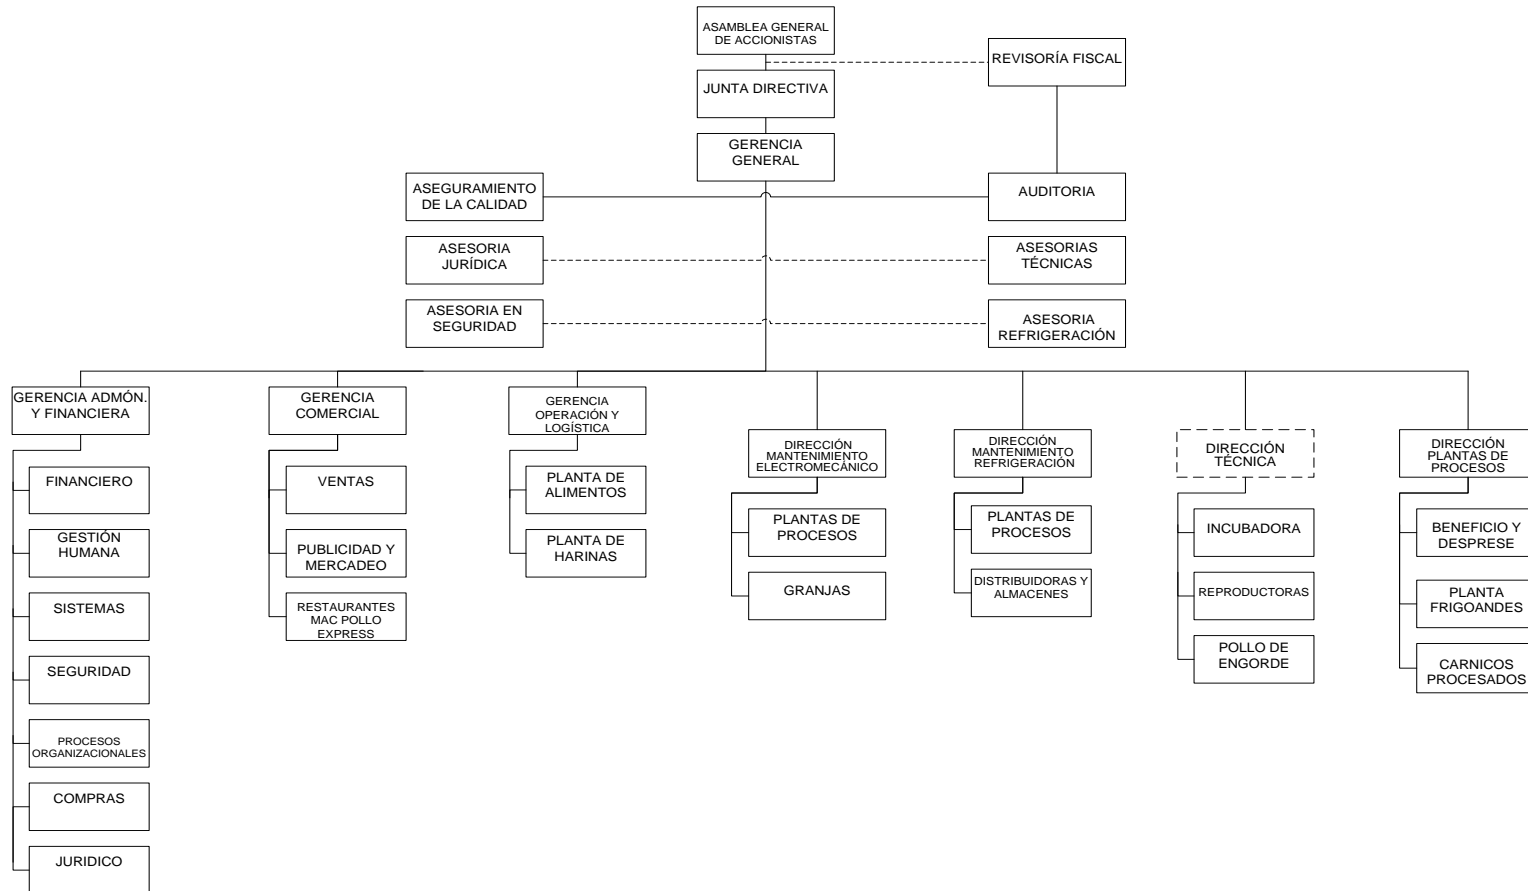 ASAMBLEA GENERAL
DE ACCIONISTAS
REVISORÍA FISCAL
JUNTA DIRECTIVA
GERENCIA
GENERAL
ASEGURAMIENTO
DE LA CALIDAD
AUDITORIA
ASESORIA
JURÍDICA
ASESORIAS
TÉCNICAS
ASESORIA EN
SEGURIDAD
ASESORIA
REFRIGERACIÓN
GERENCIA ADMÓN.
Y FINANCIERA
FINANCIERO
GESTIÓN
HUMANA
SISTEMAS
SEGURIDAD
PROCESOS
ORGANIZACIONALES
COMPRAS
JURIDICO
GERENCIA
COMERCIAL
VENTAS
PUBLICIDAD Y
MERCADEO
RESTAURANTES
MAC POLLO
EXPRESS
GERENCIA
OPERACIÓN Y
LOGÍSTICA
PLANTA DE
ALIMENTOS
PLANTA DE
HARINAS
DIRECCIÓN
MANTENIMIENTO
ELECTROMECÁNICO
PLANTAS DE
PROCESOS
GRANJAS
DIRECCIÓN
MANTENIMIENTO
REFRIGERACIÓN
PLANTAS DE
PROCESOS
DISTRIBUIDORAS Y
ALMACENES
DIRECCIÓN
TÉCNICA
INCUBADORA
REPRODUCTORAS
POLLO DE
ENGORDE
DIRECCIÓN
PLANTAS DE
PROCESOS
BENEFICIO Y
DESPRESE
PLANTA
FRIGOANDES
CARNICOS
PROCESADOS